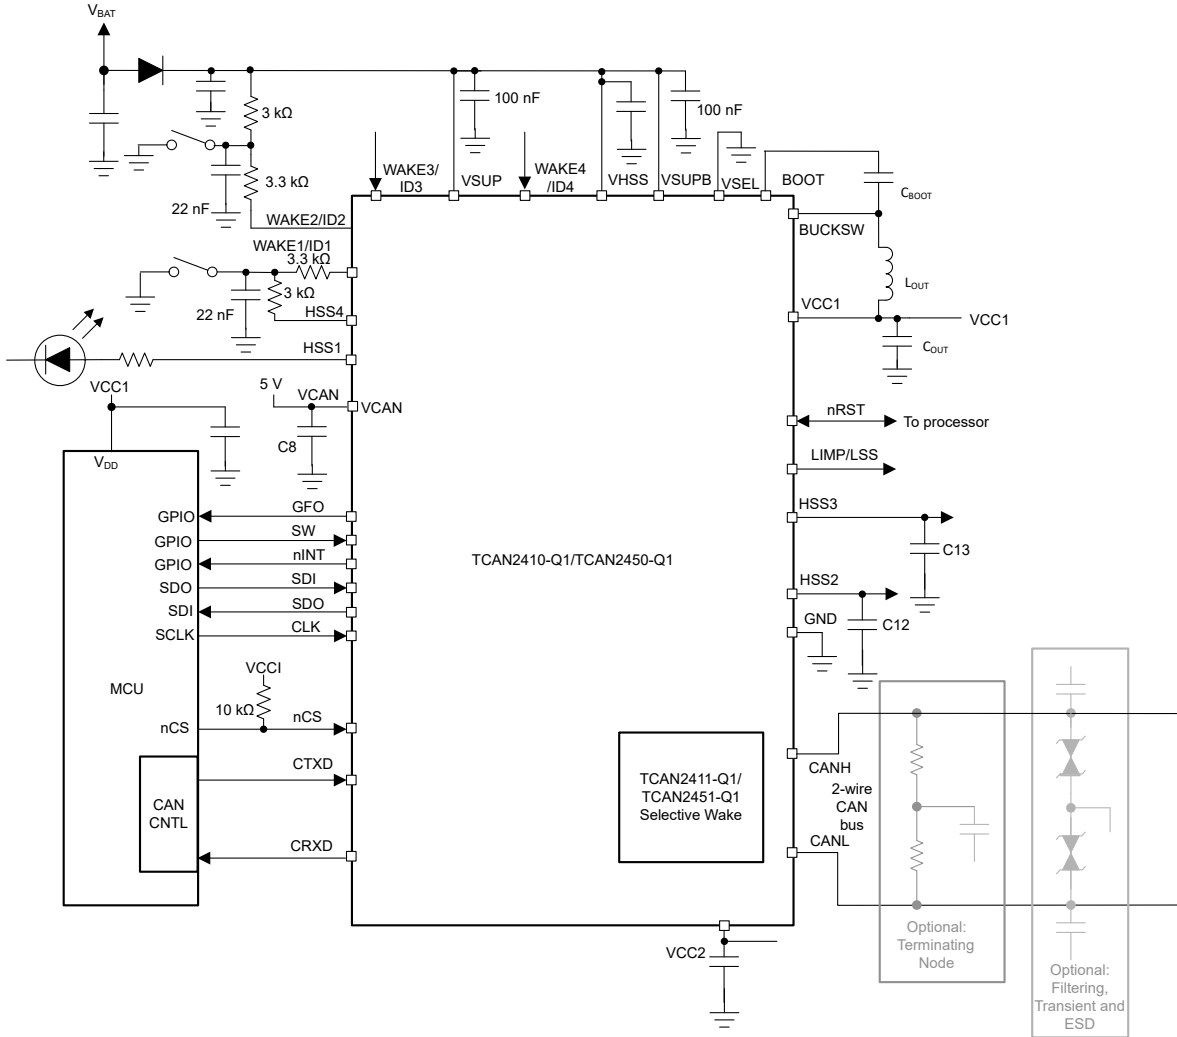 VBAT
3 kΩ
100 nF
100 nF
3.3 kΩ
22 nF
WAKE3/
ID3
VSUP
WAKE4
/ID4
VHSS
VSUPB
VSEL
BOOT
CBOOT
WAKE2/ID2
BUCKSW
WAKE1/ID1
3.3 kΩ
3 kΩ
22 nF
HSS4
LOUT
VCC1
VCC1
COUT
HSS1
VCC1
5 V
VCAN
VCAN
C8
nRST
To processor
LIMP/LSS
VDD
HSS3
C13
GPIO
GFO
GPIO
SW
GPIO
nINT
SDO
SDI
SDI
SDO
SCLK
CLK
TCAN2410-Q1/TCAN2450-Q1
HSS2
C12
GND
MCU
VCCI
10 kΩ
nCS
nCS
CTXD
CAN
CNTL
CRXD
TCAN2411-Q1/
TCAN2451-Q1
Selective Wake
CANH
2-wire
CAN
bus
CANL
VCC2
Optional:
Terminating
Node
Optional:
Filtering,
Transient and
ESD